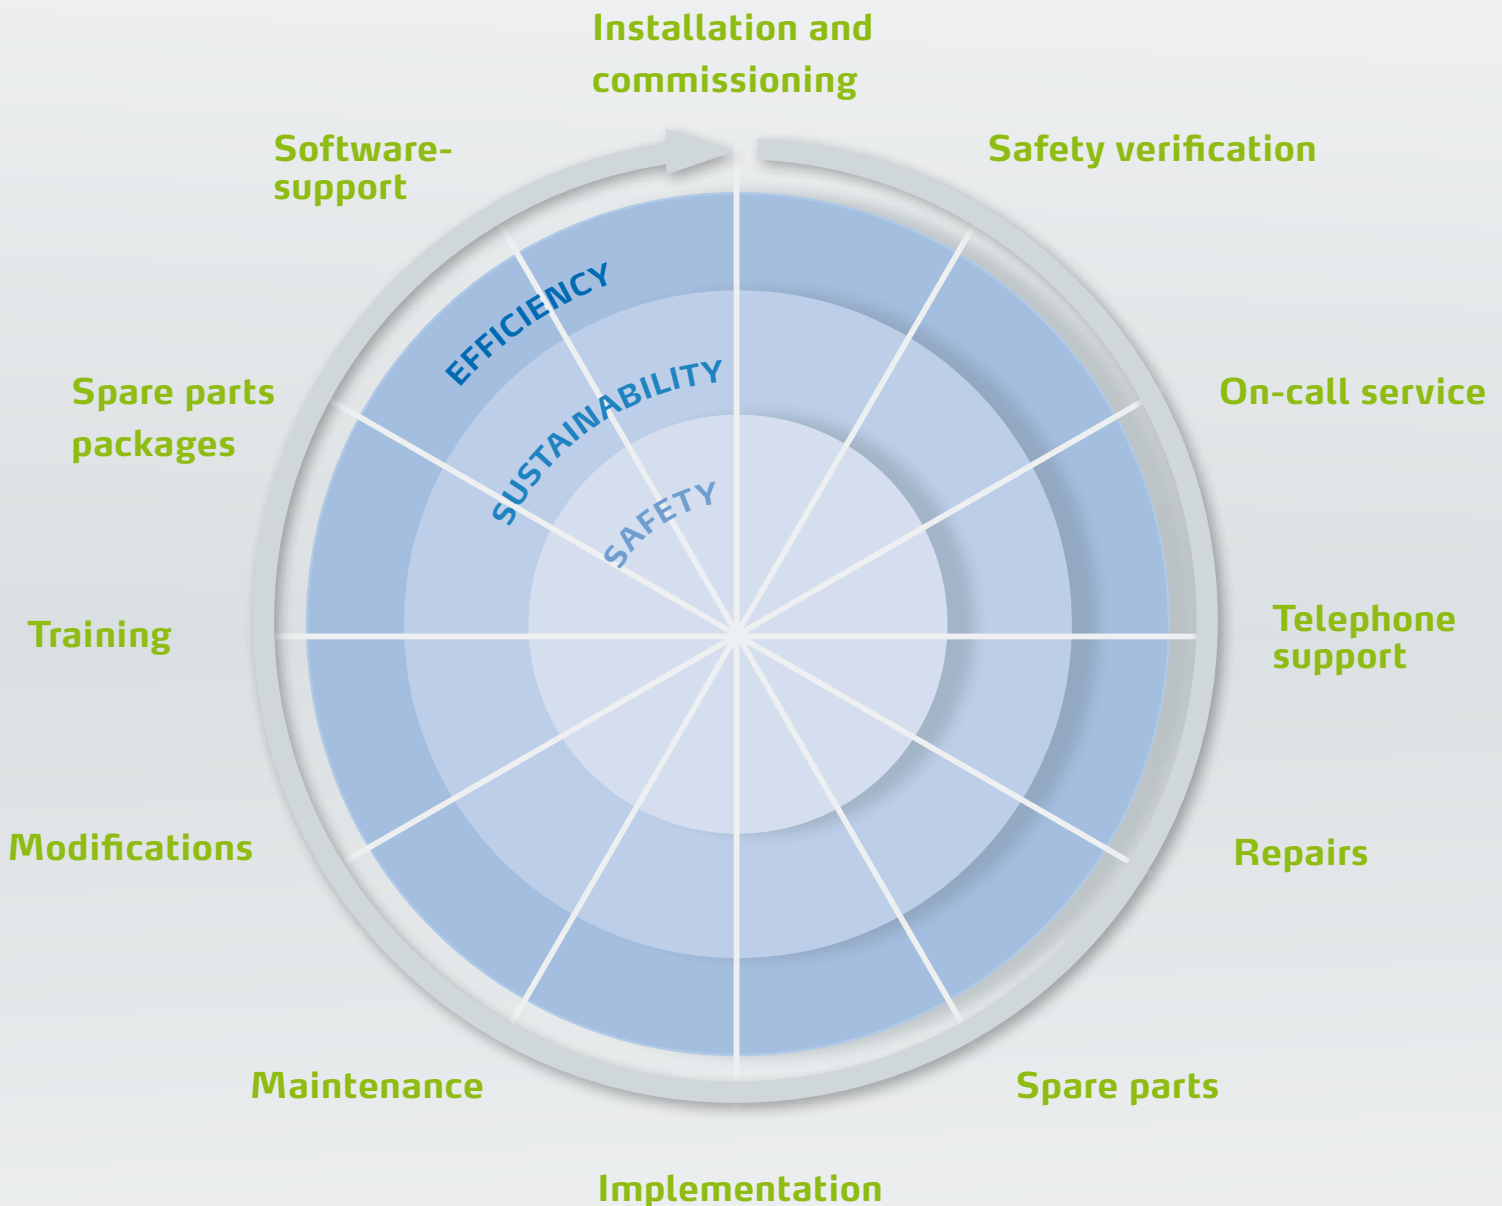 Installation and
commissioning
Software-
support
Safety verification
EFFICIENCY
SUSTAINABILITY
SAFETY
Spare parts
packages
On-call service
Training
Telephone
support
Modifications
Repairs
Maintenance
Spare parts
Implementation